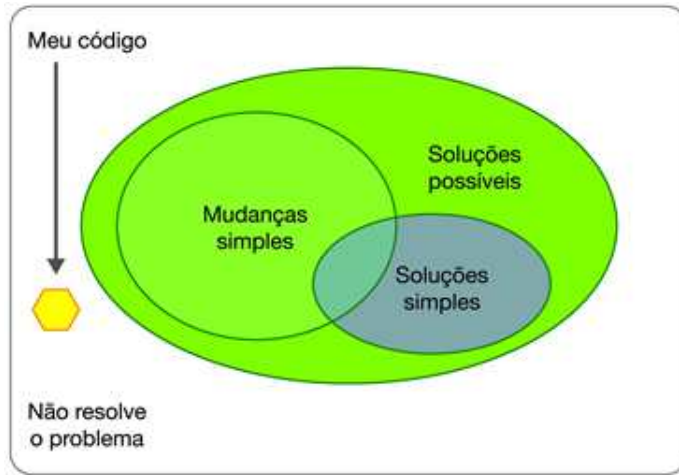 Meu código
Soluções
possíveis
Mudanças
simples
Soluções
simples
Não resolve
o problema